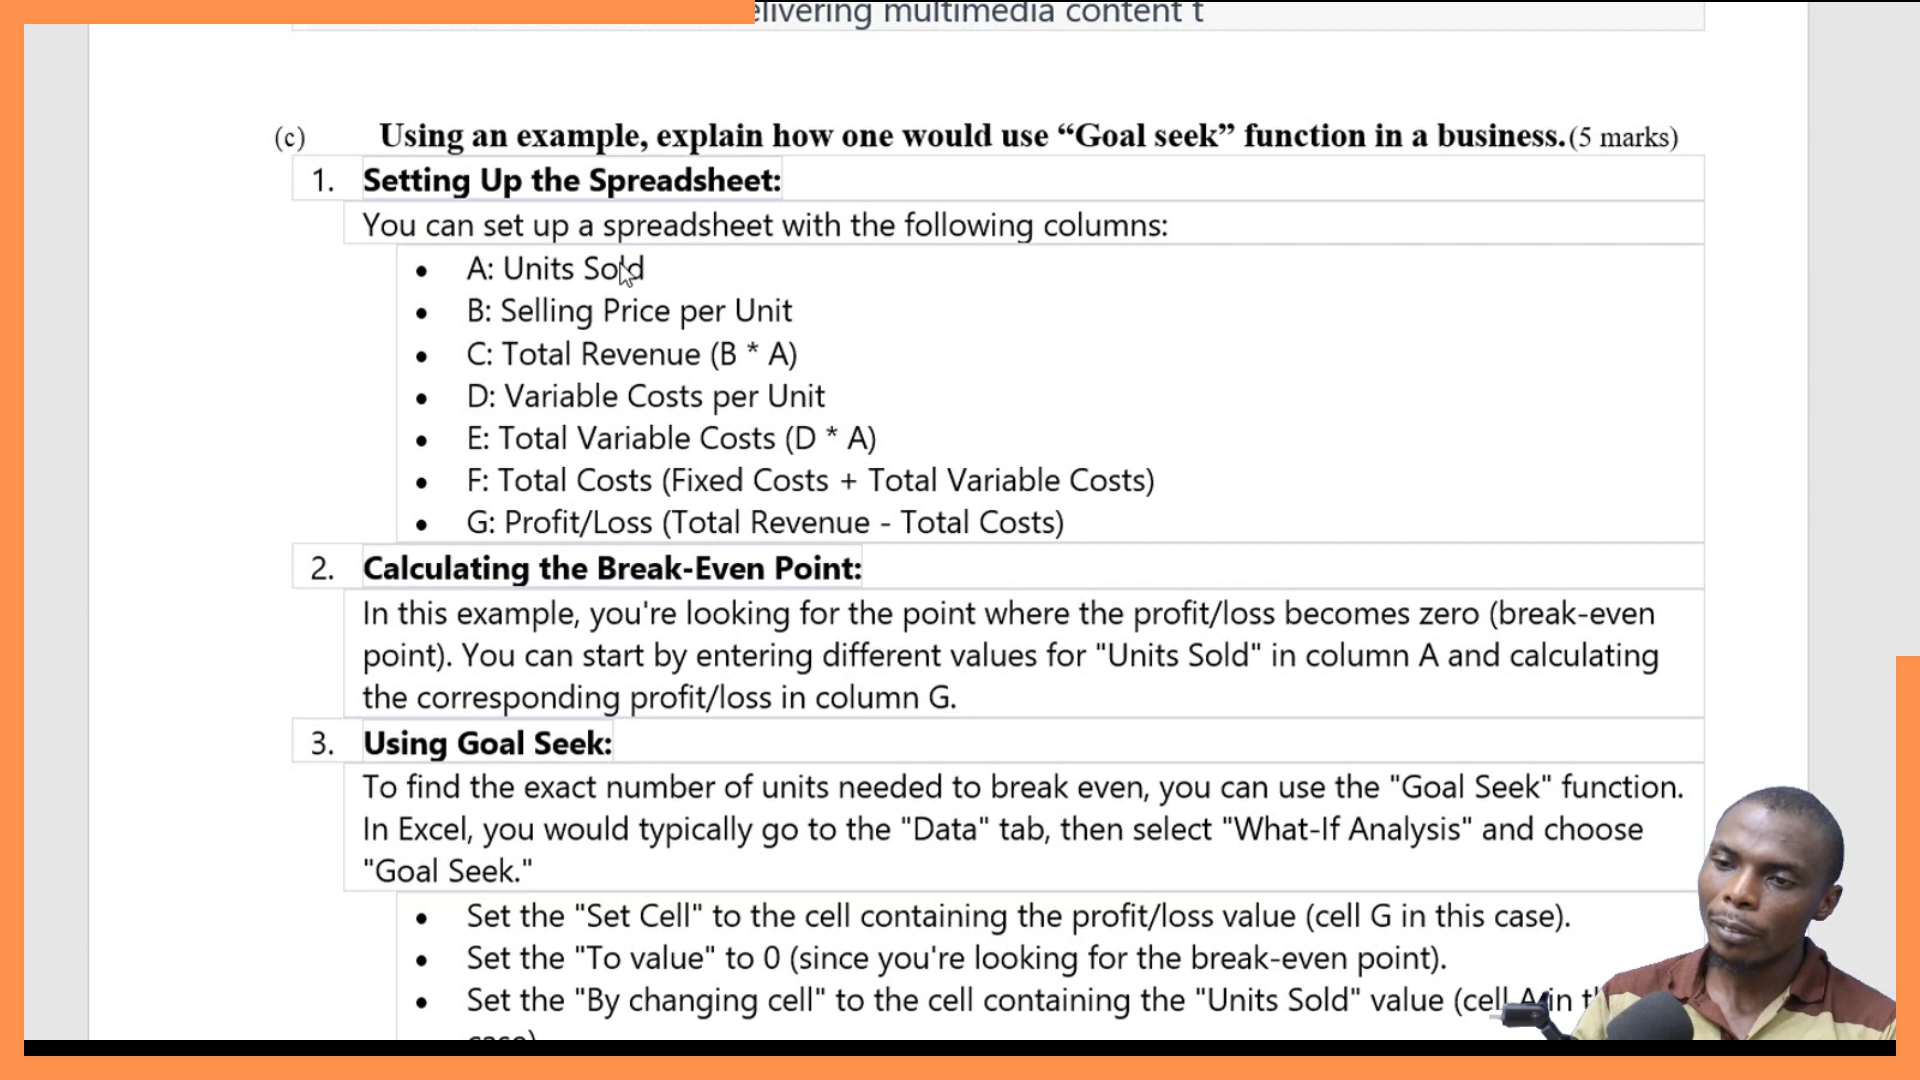 elivering multimedia content t
(c) Using an example, explain how one would use “Goal seek” function in a business.(5 marks)
1. Setting Up the Spreadsheet:
You can set up a spreadsheet with the following columns:
• A: Units Sold
• B: Selling Price per Unit
• C: Total Revenue (B * A)
• D: Variable Costs per Unit
• E: Total Variable Costs (D * A)
• F: Total Costs (Fixed Costs + Total Variable Costs)
• G: Profit/Loss (Total Revenue - Total Costs)
2. Calculating the Break-Even Point:
In this example, you're looking for the point where the profit/loss becomes zero (break-even
point). You can start by entering different values for "Units Sold" in column A and calculating
the corresponding profit/loss in column G.
3. Using Goal Seek:
To find the exact number of units needed to break even, you can use the "Goal Seek" function.
In Excel, you would typically go to the "Data" tab, then select "What-If Analysis" and choose
"Goal Seek."
• Set the "Set Cell" to the cell containing the profit/loss value (cell G in this case).
• Set the "To value" to 0 (since you're looking for the break-even point).
• Set the "By changing cell" to the cell containing the "Units Sold" value (cell A in
case)